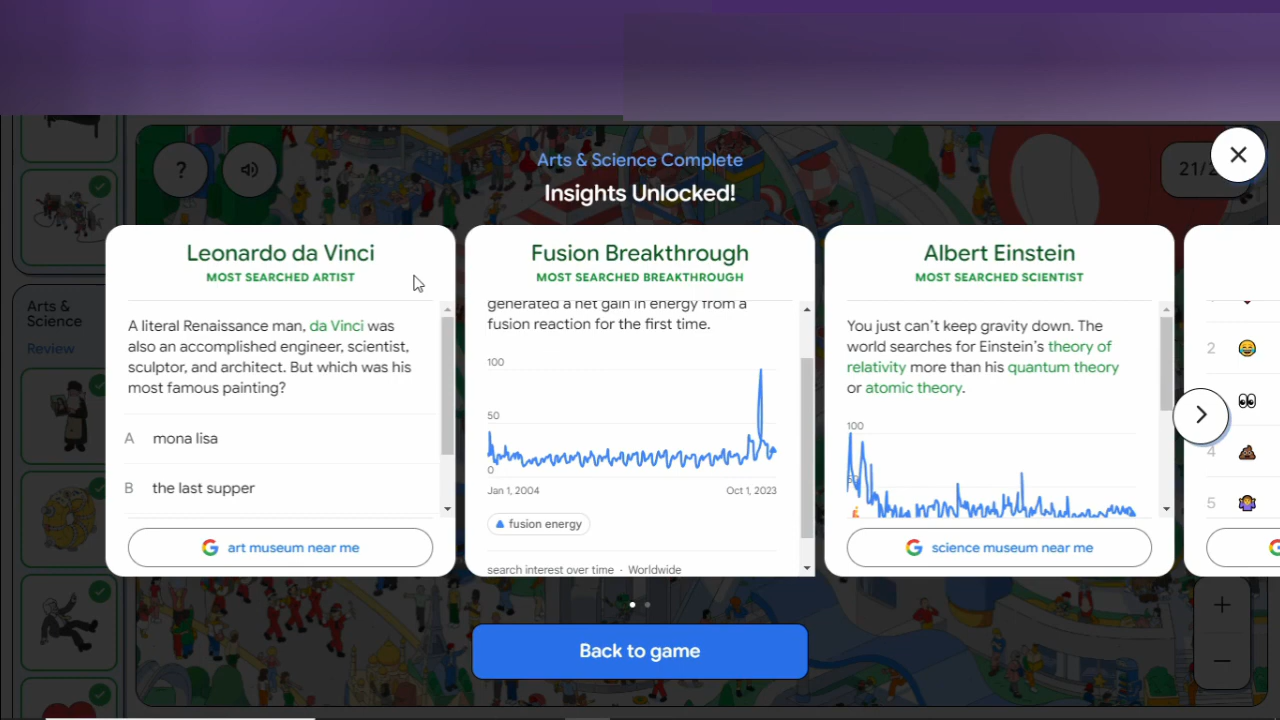 Arts & Science Complete
Insights Unlocked!
?
21/2
Arts &
Science
Review
Leonardo da Vinci
MOST SEARCHED ARTIST
A literal Renaissance man, da Vinci was
also an accomplished engineer, scientist,
sculptor, and architect. But which was his
most famous painting?
A mona lisa
B the last supper
art museum near me
Fusion Breakthrough
MOST SEARCHED BREAKTHROUGH
generated a net gain in energy from a
fusion reaction for the first time.
100
50
0
Jan 1, 2004 Oct 1, 2023
fusion energy
search interest over time · Worldwide
Albert Einstein
MOST SEARCHED SCIENTIST
You just can't keep gravity down. The
world searches for Einstein's theory of
relativity more than his quantum theory
or atomic theory.
100
science museum near me
2
4
5
Back to game